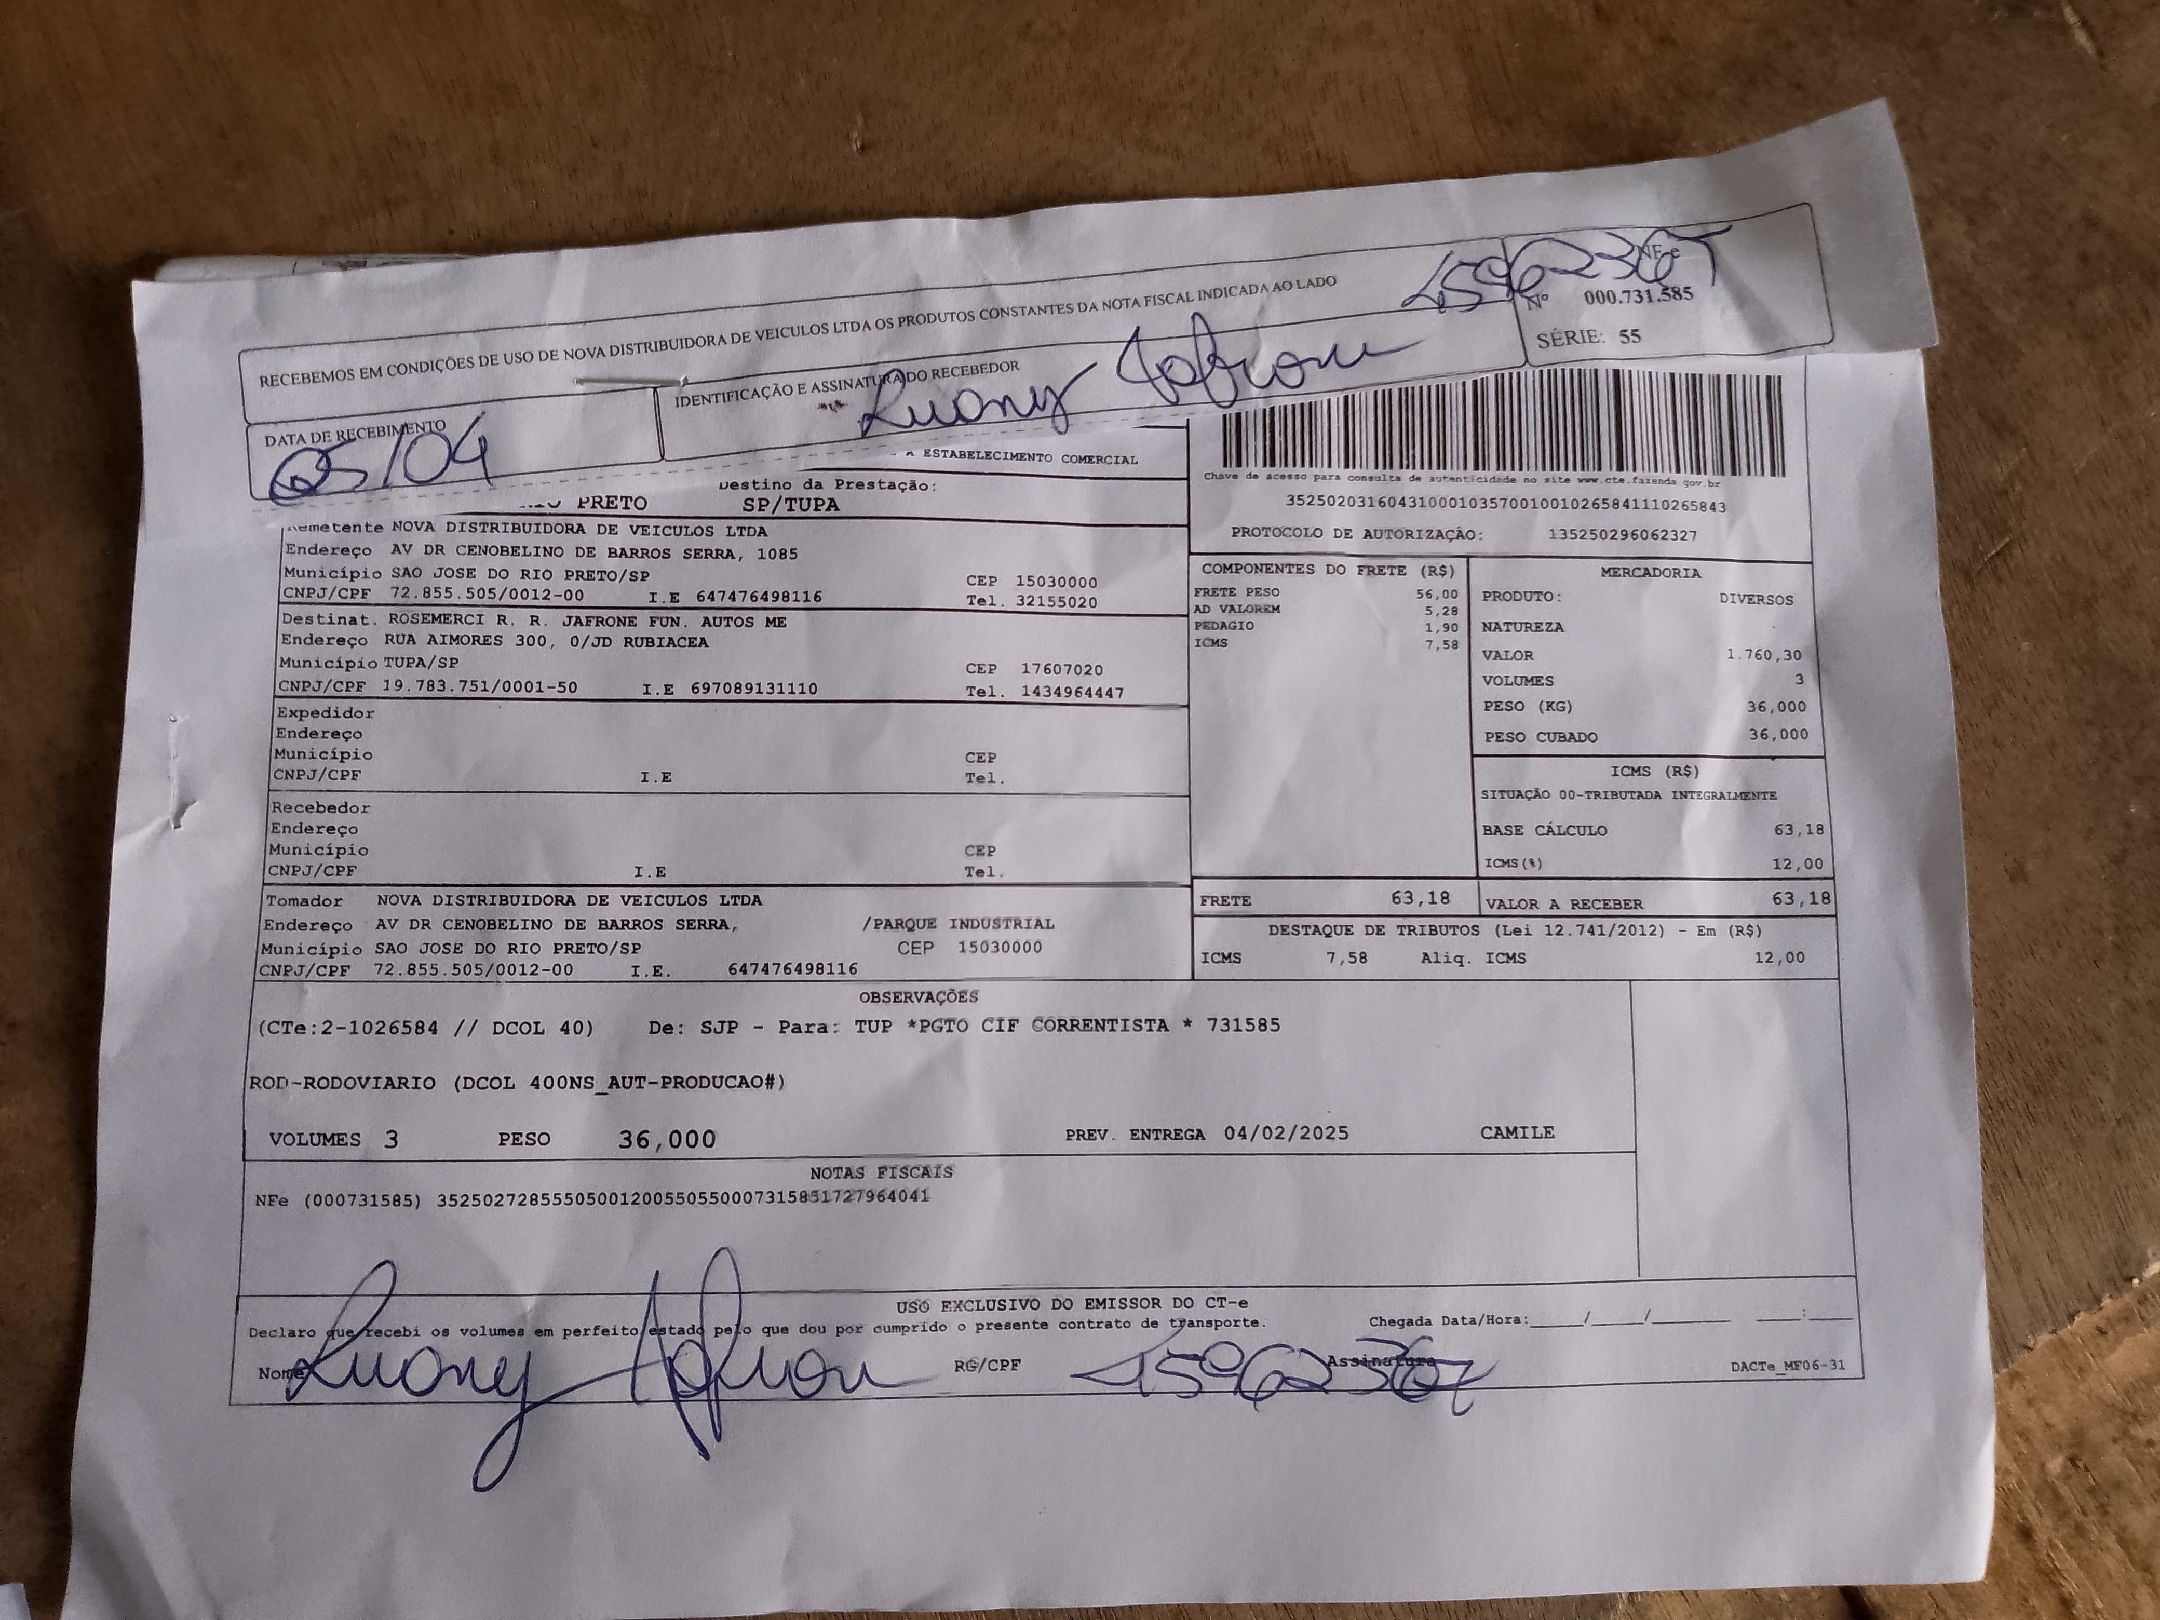 RECEBEMOS EM CONDIÇÕES DE USO DE NOVA DISTRIBUIDORA DE VEICULOS LTDA OS PRODUTOS CONSTANTES DA NOTA FISCAL INDICADA AO LADO
NF-e
Nº 000.731.585
SÉRIE: 55
DATA DE RECEBIMENTO
05/04
IDENTIFICAÇÃO E ASSINATURA DO RECEBEDOR
ESTABELECIMENTO COMERCIAL
Destino da Prestação:
PRETO SP/TUPA
Chave de acesso para consulta de autenticidade no site www.cte.fazenda.gov.br
35250203160431000103570010010265841110265843
PROTOCOLO DE AUTORIZAÇÃO: 135250296062327
Remetente NOVA DISTRIBUIDORA DE VEICULOS LTDA
Endereço AV DR CENOBELINO DE BARROS SERRA, 1085
Município SAO JOSE DO RIO PRETO/SP CEP 15030000
CNPJ/CPF 72.855.505/0012-00 I.E 647476498116 Tel. 32155020
Destinat. ROSEMERCI R. R. JAFRONE FUN. AUTOS ME
Endereço RUA AIMORES 300, 0/JD RUBIACEA
Município TUPA/SP CEP 17607020
CNPJ/CPF 19.783.751/0001-50 I.E 697089131110 Tel. 1434964447
Expedidor
Endereço
Município CEP
CNPJ/CPF I.E Tel.
Recebedor
Endereço
Município CEP
CNPJ/CPF I.E Tel.
Tomador NOVA DISTRIBUIDORA DE VEICULOS LTDA
Endereço AV DR CENOBELINO DE BARROS SERRA, /PARQUE INDUSTRIAL
Município SAO JOSE DO RIO PRETO/SP CEP 15030000
CNPJ/CPF 72.855.505/0012-00 I.E. 647476498116
COMPONENTES DO FRETE (R$)
FRETE PESO 56,00
AD VALOREM 5,28
PEDAGIO 1,90
ICMS 7,58
MERCADORIA
PRODUTO: DIVERSOS
NATUREZA
VALOR 1.760,30
VOLUMES 3
PESO (KG) 36,000
PESO CUBADO 36,000
ICMS (R$)
SITUAÇÃO 00-TRIBUTADA INTEGRALMENTE
BASE CÁLCULO 63,18
ICMS(%) 12,00
FRETE 63,18 VALOR A RECEBER 63,18
DESTAQUE DE TRIBUTOS (Lei 12.741/2012) - Em (R$)
ICMS 7,58 Aliq. ICMS 12,00
OBSERVAÇÕES
(CTe:2-1026584 // DCOL 40) De: SJP - Para: TUP *PGTO CIF CORRENTISTA * 731585
ROD-RODOVIARIO (DCOL 400NS_AUT-PRODUCAO#)
VOLUMES 3 PESO 36,000 PREV. ENTREGA 04/02/2025 CAMILE
NOTAS FISCAIS
NFe (000731585) 35250272855505001200550550007315851727964041
USO EXCLUSIVO DO EMISSOR DO CT-e
Declaro que recebi os volumes em perfeito estado pelo que dou por cumprido o presente contrato de transporte. Chegada Data/Hora:_____/_____/________ ____:____
Nome RG/CPF Assinatura DACTe_MF06-31